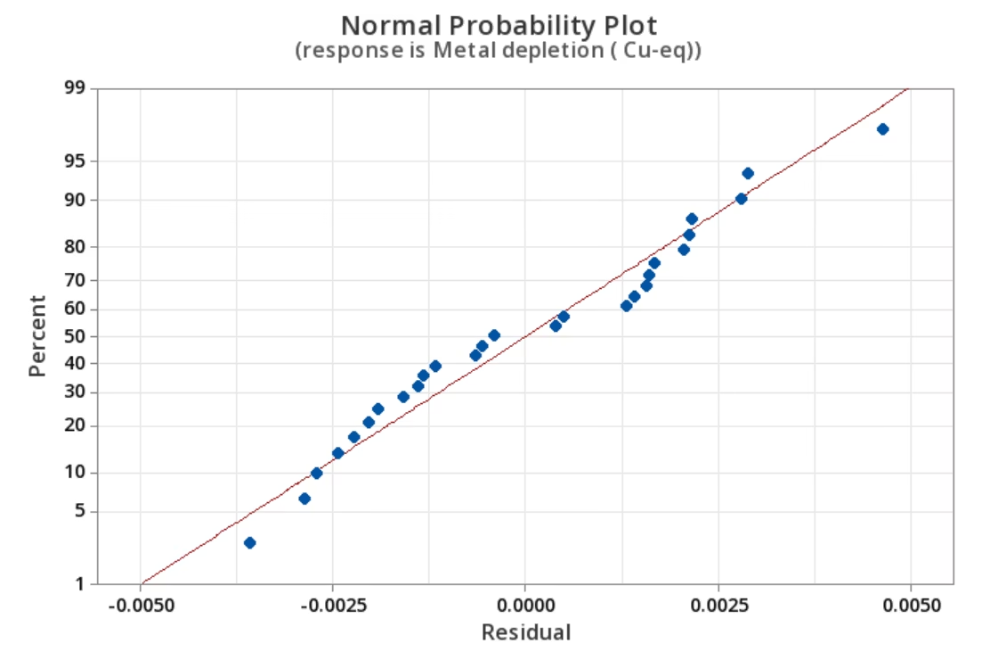 Normal Probability Plot
(response is Metal depletion ( Cu-eq))
99
95
90
80
70
60
50
40
30
20
10
5
1
Percent
-0.0050 -0.0025 0.0000 0.0025 0.0050
Residual